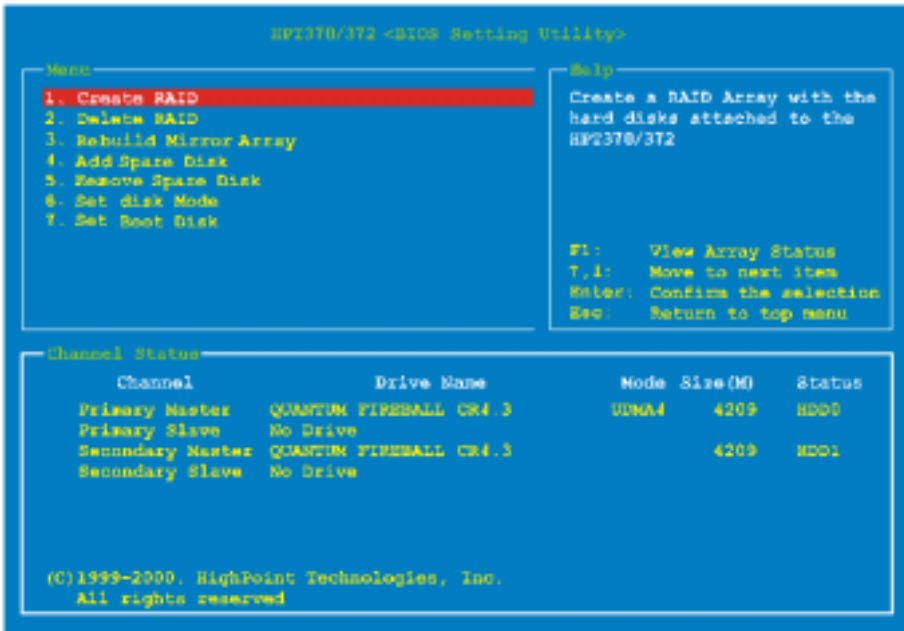 HPT370/372 <BIOS Setting Utility>
Menu
1. Create RAID
2. Delete RAID
3. Rebuild Mirror Array
4. Add Spare Disk
5. Remove Spare Disk
6. Set disk Mode
7. Set Boot Disk
Help
Create a RAID Array with the
hard disks attached to the
HPT370/372
F1: View Array Status
↑,↓: Move to next item
Enter: Confirm the selection
Esc: Return to top menu
Channel Status
Channel Drive Name Mode Size(M) Status
Primary Master QUANTUM FIREBALL CR4.3 UDMA4 4209 HDD0
Primary Slave No Drive
Secondary Master QUANTUM FIREBALL CR4.3 4209 HDD1
Secondary Slave No Drive
(C)1999-2000. HighPoint Technologies, Inc.
All rights reserved